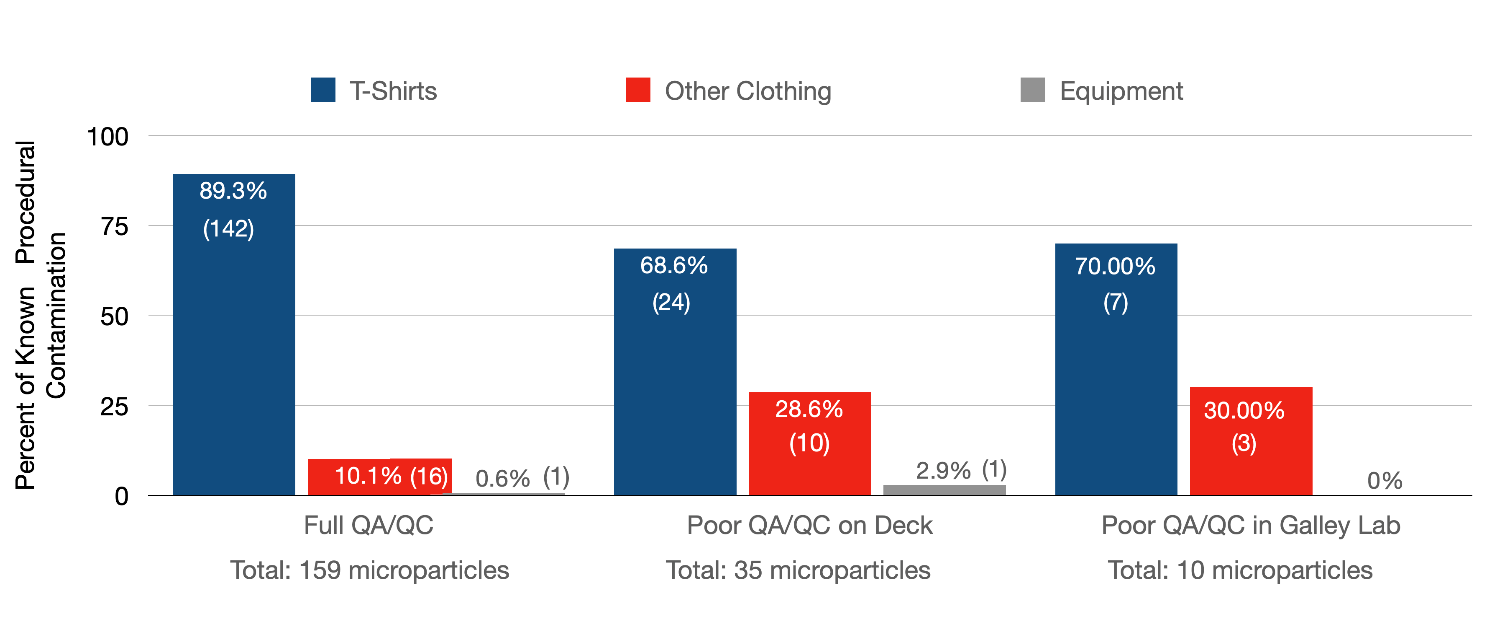 T-Shirts Other Clothing Equipment
Percent of Known Procedural
Contamination
100
75
50
25
0
89.3%
(142)
10.1% (16)
0.6% (1)
68.6%
(24)
28.6%
(10)
2.9% (1)
70.00%
(7)
30.00%
(3)
0%
Full QA/QC
Total: 159 microparticles
Poor QA/QC on Deck
Total: 35 microparticles
Poor QA/QC in Galley Lab
Total: 10 microparticles